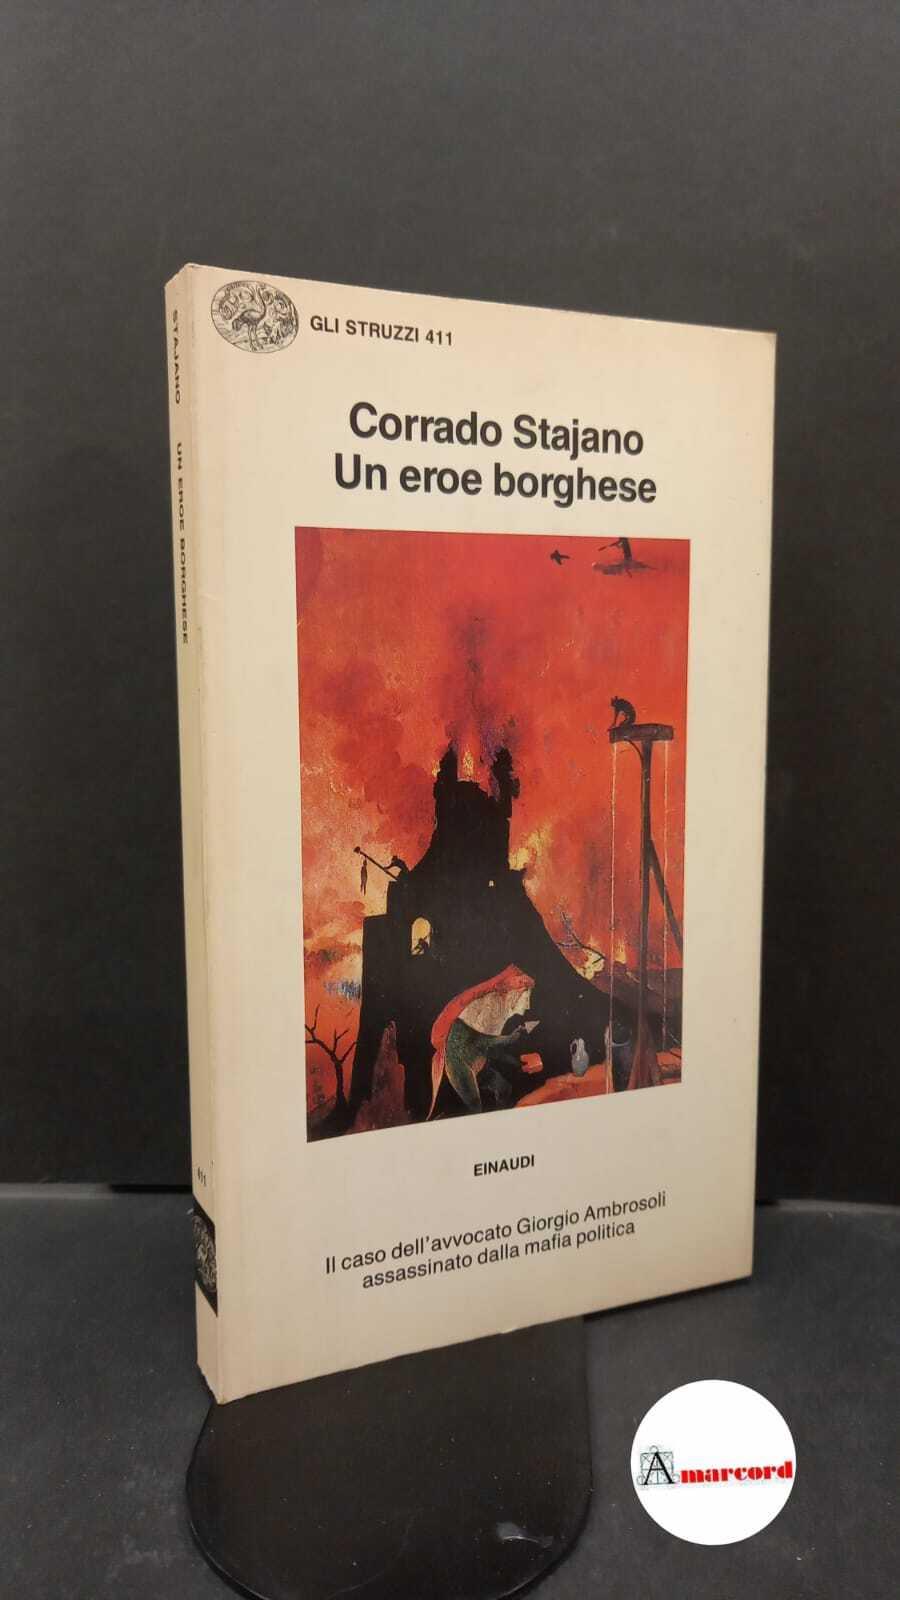 GLI STRUZZI 411
Corrado Stajano
Un eroe borghese
EINAUDI
Il caso dell'avvocato Giorgio Ambrosoli
assassinato dalla mafia politica
STAJANO UN EROE BORGHESE
411
Amarcord